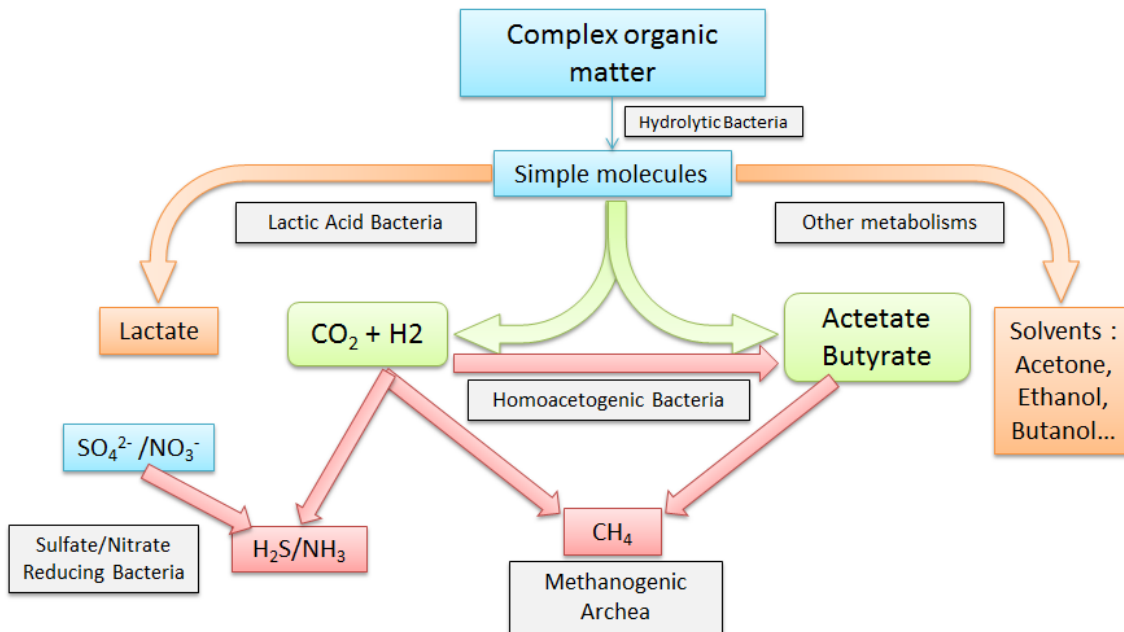 Complex organic
matter
Hydrolytic Bacteria
Simple molecules
Lactic Acid Bacteria
Other metabolisms
Lactate
CO₂ + H2
Actetate
Butyrate
Solvents :
Acetone,
Ethanol,
Butanol...
Homoacetogenic Bacteria
SO₄²⁻ /NO₃⁻
Sulfate/Nitrate
Reducing Bacteria
H₂S/NH₃
CH₄
Methanogenic
Archea